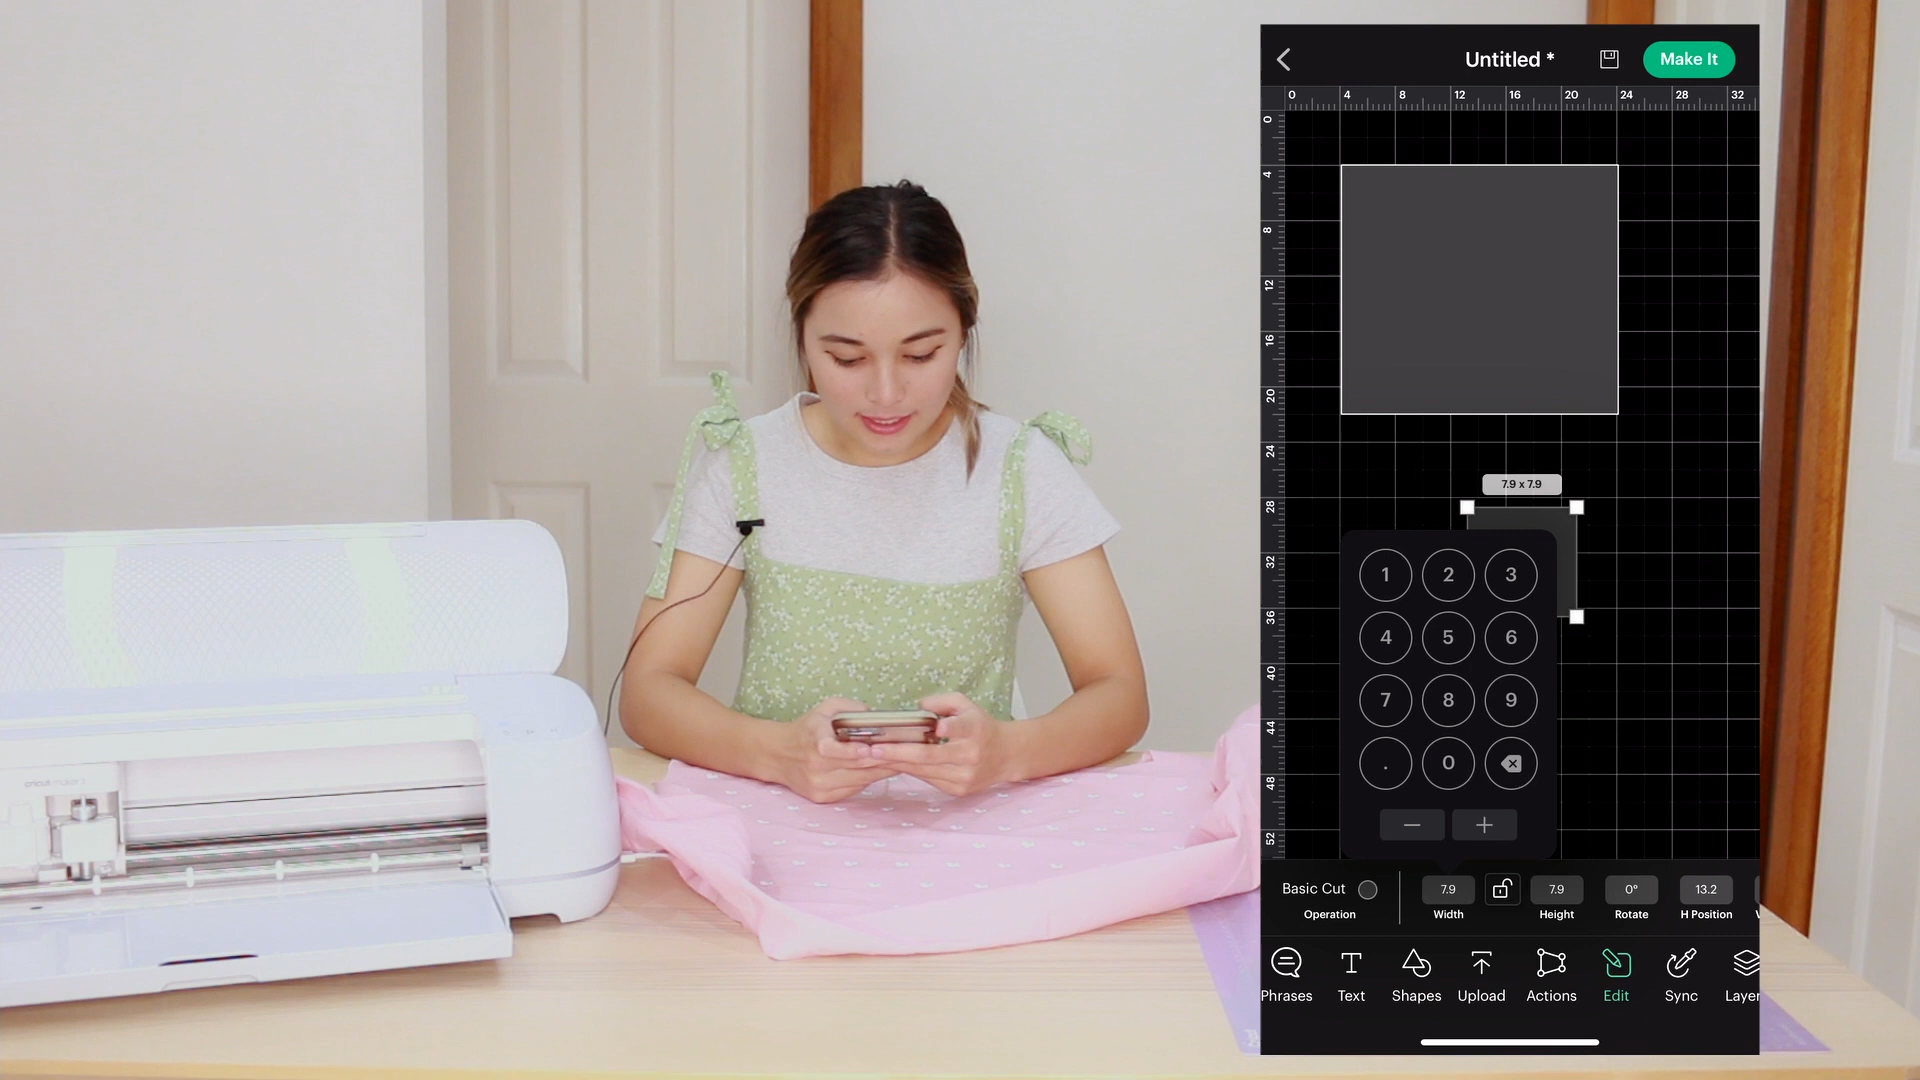 Untitled *
Make It
0 4 8 12 16 20 24 28 32
0
4
8
12
16
20
24
28
32
36
40
44
48
52
7.9 x 7.9
1 2 3
4 5 6
7 8 9
. 0
− +
Basic Cut 7.9 7.9 0° 13.2
Operation Width Height Rotate H Position
Phrases Text Shapes Upload Actions Edit Sync Layer
cricut maker 3